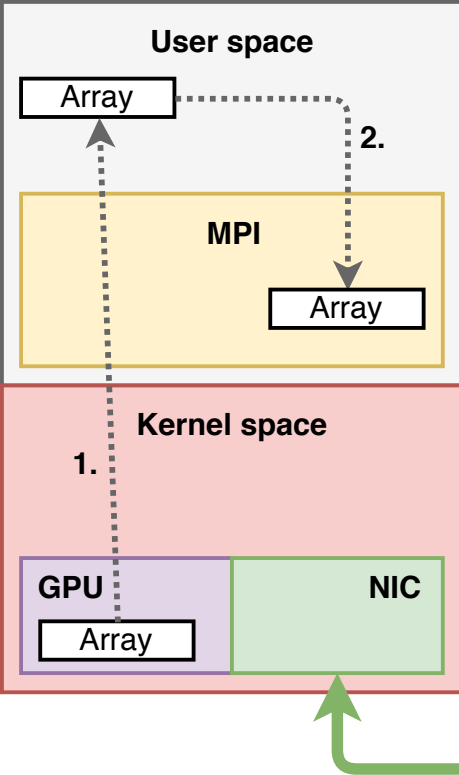 User space
Array
2.
MPI
Array
Kernel space
1.
GPU
NIC
Array